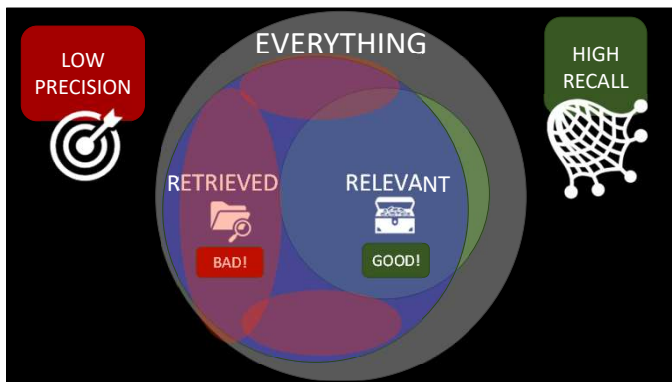 LOW
PRECISION
EVERYTHING
HIGH
RECALL
RETRIEVED
RELEVANT
BAD!
GOOD!